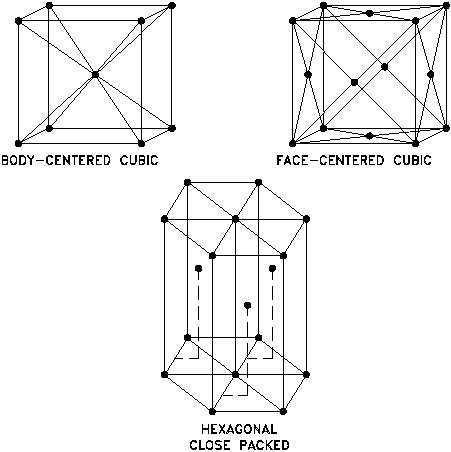 BODY-CENTERED CUBIC
FACE-CENTERED CUBIC
HEXAGONAL
CLOSE PACKED